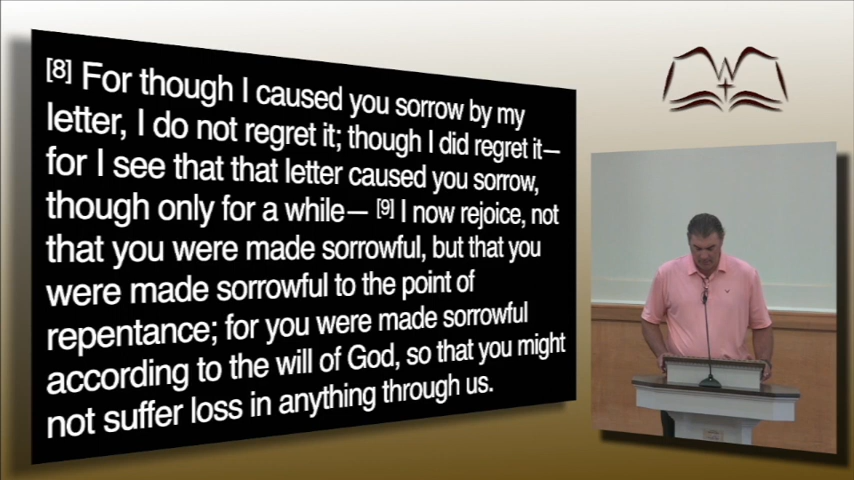 [8] For though I caused you sorrow by my
letter, I do not regret it; though I did regret it—
for I see that that letter caused you sorrow,
though only for a while— [9] I now rejoice, not
that you were made sorrowful, but that you
were made sorrowful to the point of
repentance; for you were made sorrowful
according to the will of God, so that you might
not suffer loss in anything through us.